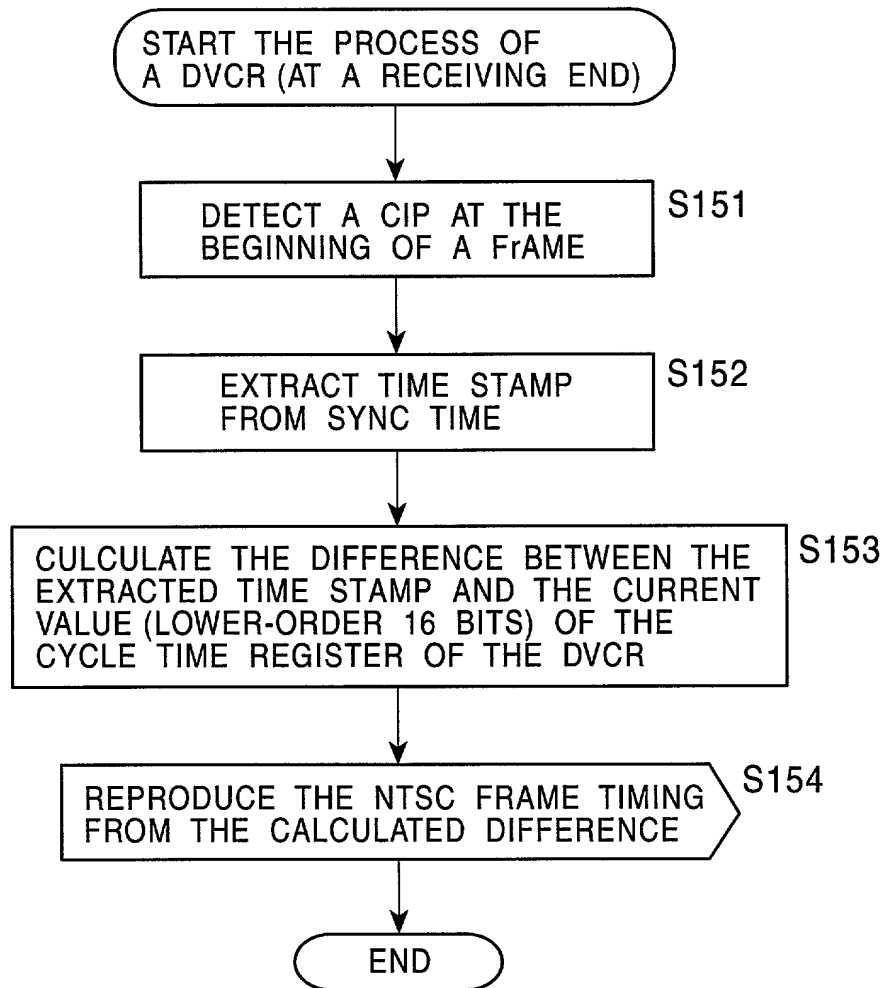 START THE PROCESS OF
A DVCR (AT A RECEIVING END)
S151
DETECT A CIP AT THE
BEGINNING OF A FrAME
S152
EXTRACT TIME STAMP
FROM SYNC TIME
S153
CULCULATE THE DIFFERENCE BETWEEN THE
EXTRACTED TIME STAMP AND THE CURRENT
VALUE (LOWER-ORDER 16 BITS) OF THE
CYCLE TIME REGISTER OF THE DVCR
S154
REPRODUCE THE NTSC FRAME TIMING
FROM THE CALCULATED DIFFERENCE
END